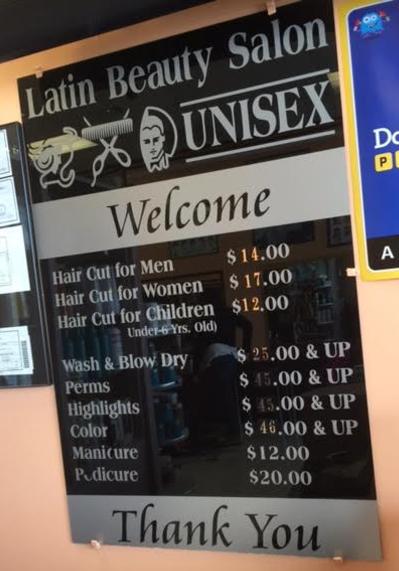 Latin Beauty Salon
UNISEX
Welcome
Hair Cut for Men $14.00
Hair Cut for Women $17.00
Hair Cut for Children $12.00
Under 6 Yrs. Old)
Wash & Blow Dry $25.00 & UP
Perms $45.00 & UP
Highlights $45.00 & UP
Color $46.00 & UP
Manicure $12.00
Pedicure $20.00
Thank You
P
A